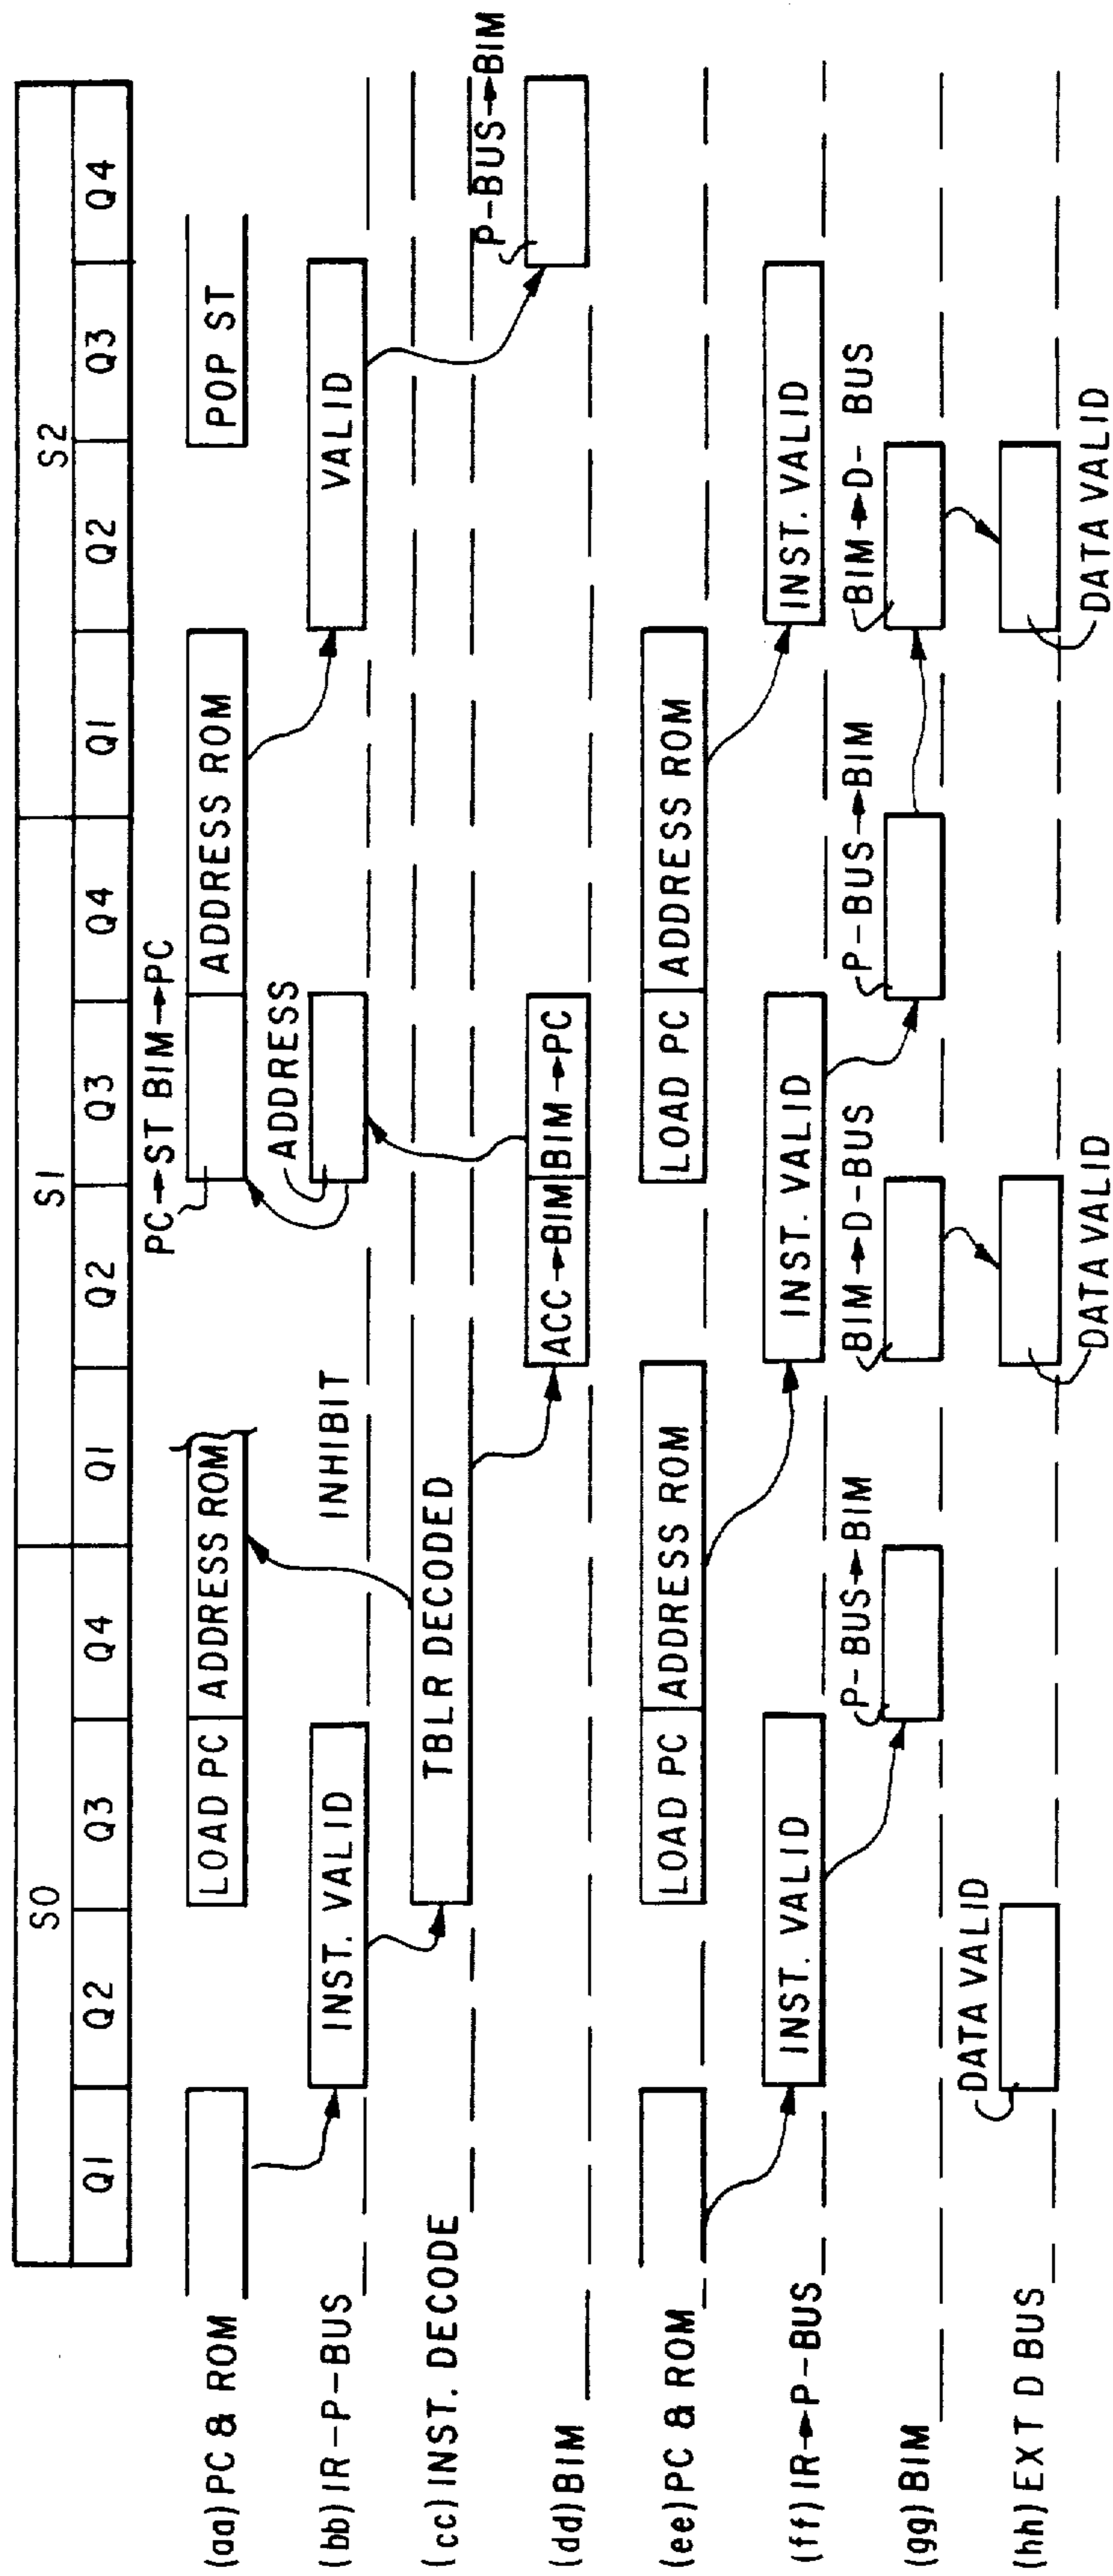 S0 S1 S2
Q1 Q2 Q3 Q4 Q1 Q2 Q3 Q4 Q1 Q2 Q3 Q4
PC→ST BIM→PC
(aa) PC & ROM LOAD PC ADDRESS ROM ADDRESS ROM POP ST
ADDRESS
(bb) IR-P-BUS INST. VALID INHIBIT VALID
(cc) INST. DECODE TBLR DECODED
P-BUS→BIM
(dd) BIM ACC→BIM BIM→PC
(ee) PC & ROM LOAD PC ADDRESS ROM LOAD PC ADDRESS ROM
(ff) IR→P-BUS INST. VALID INST. VALID INST. VALID
P-BUS→BIM BIM→D-BUS P-BUS→BIM BIM→D- BUS
(gg) BIM
DATA VALID
(hh) EXT D BUS
DATA VALID DATA VALID